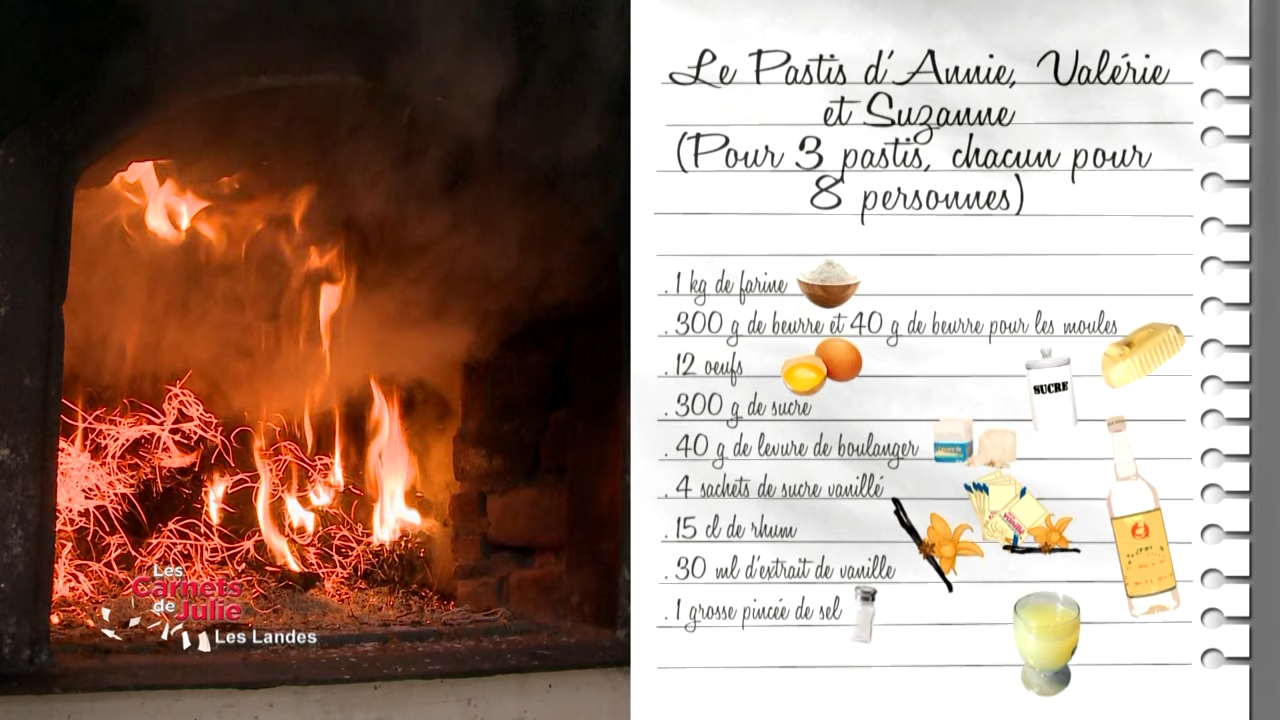 Le Pastis d'Annie, Valérie
et Suzanne
(Pour 3 pastis, chacun pour
8 personnes)
. 1 kg de farine
. 300 g de beurre et 40 g de beurre pour les moules
. 12 oeufs
. 300 g de sucre
SUCRE
. 40 g de levure de boulanger
. 4 sachets de sucre vanillé
. 15 cl de rhum
. 30 ml d'extrait de vanille
. 1 grosse pincée de sel
Les
Carnets
de
Julie
Les Landes